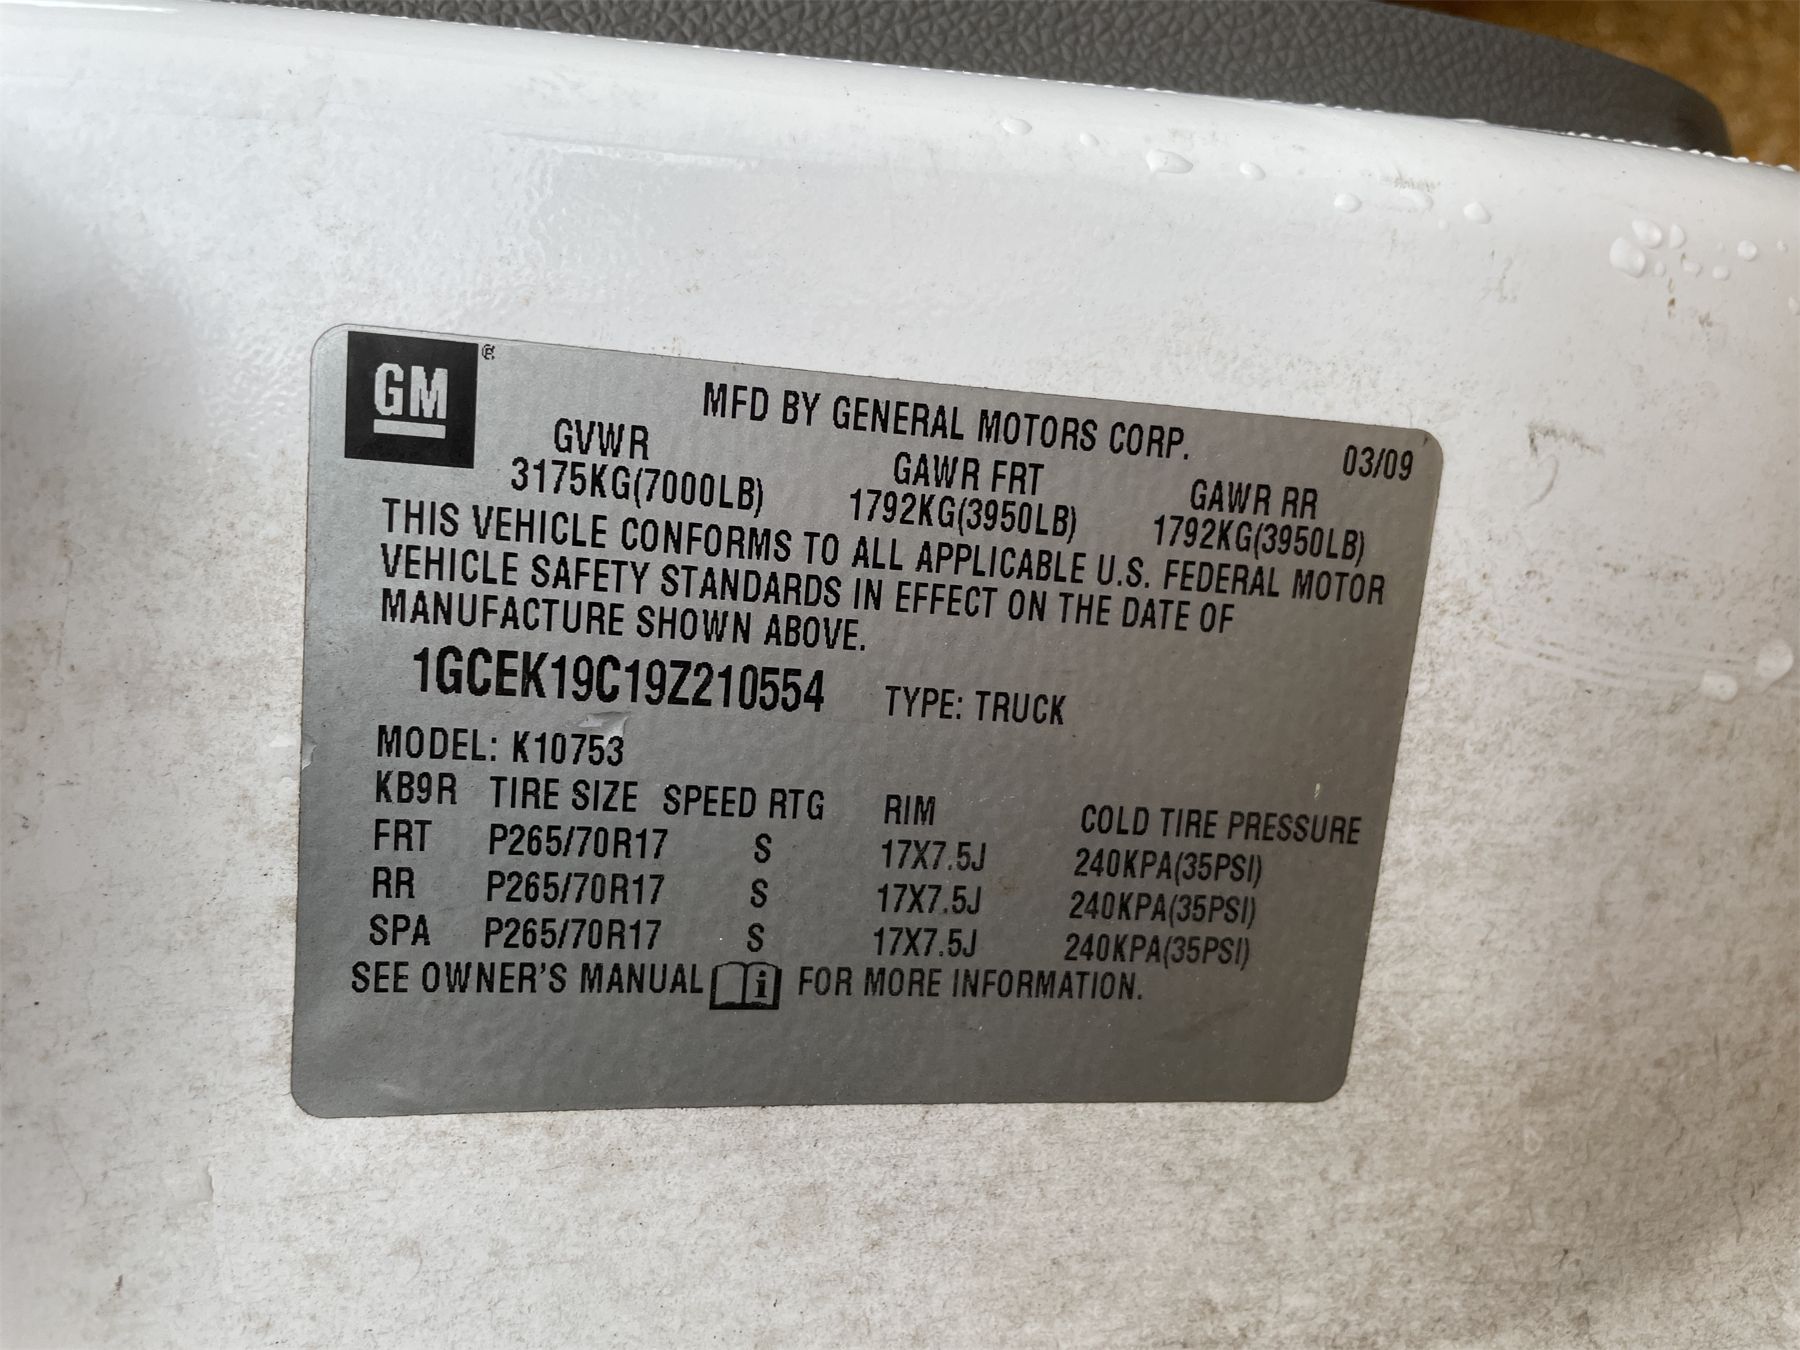 GM ®
MFD BY GENERAL MOTORS CORP.
03/09
GVWR GAWR FRT GAWR RR
3175KG(7000LB) 1792KG(3950LB) 1792KG(3950LB)
THIS VEHICLE CONFORMS TO ALL APPLICABLE U.S. FEDERAL MOTOR
VEHICLE SAFETY STANDARDS IN EFFECT ON THE DATE OF
MANUFACTURE SHOWN ABOVE.
1GCEK19C19Z210554 TYPE: TRUCK
MODEL: K10753
KB9R TIRE SIZE SPEED RTG RIM COLD TIRE PRESSURE
FRT P265/70R17 S 17X7.5J 240KPA(35PSI)
RR P265/70R17 S 17X7.5J 240KPA(35PSI)
SPA P265/70R17 S 17X7.5J 240KPA(35PSI)
SEE OWNER'S MANUAL i FOR MORE INFORMATION.